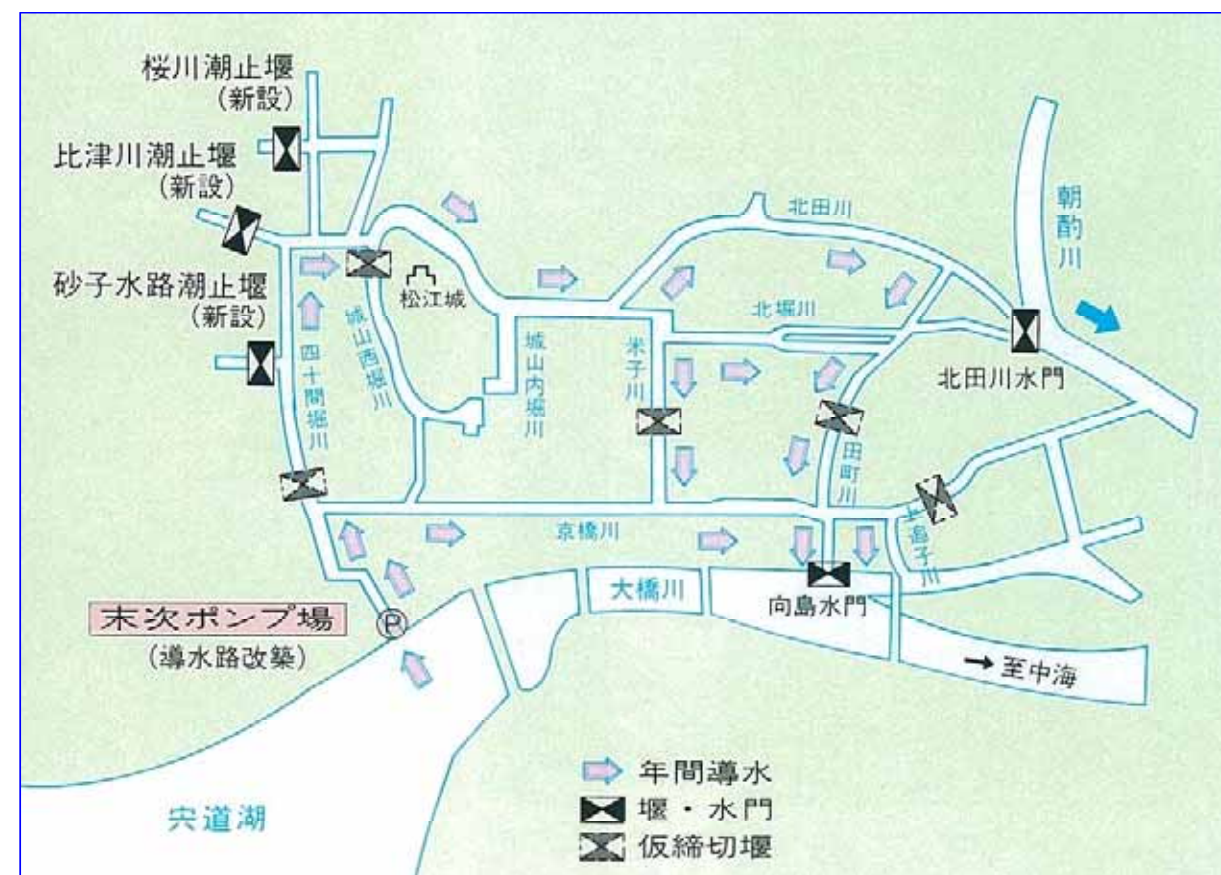 桜川潮止堰
(新設)
比津川潮止堰
(新設)
砂子水路潮止堰
(新設)
四十間堀川
城山西堀川
松江城
城山内堀川
米子川
北堀川
北田川
朝酌川
北田川水門
田町川
上追子川
京橋川
大橋川
向島水門
末次ポンプ場
(導水路改築)
P
→至中海
宍道湖
年間導水
堰・水門
仮締切堰